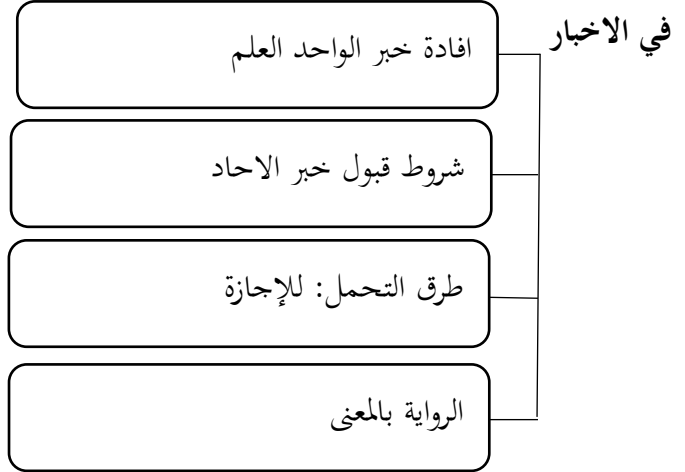 في الاخبار
افادة خبر الواحد العلم
شروط قبول خبر الاحاد
طرق التحمل: للإجازة
الرواية بالمعنى